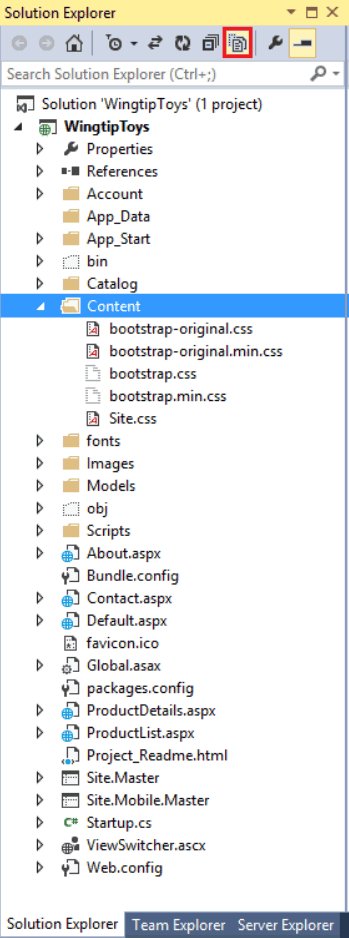 Solution Explorer
Search Solution Explorer (Ctrl+;)
Solution 'WingtipToys' (1 project)
WingtipToys
Properties
References
Account
App_Data
App_Start
bin
Catalog
Content
bootstrap-original.css
bootstrap-original.min.css
bootstrap.css
bootstrap.min.css
Site.css
fonts
Images
Models
obj
Scripts
About.aspx
Bundle.config
Contact.aspx
Default.aspx
favicon.ico
Global.asax
packages.config
ProductDetails.aspx
ProductList.aspx
Project_Readme.html
Site.Master
Site.Mobile.Master
C# Startup.cs
ViewSwitcher.ascx
Web.config
Solution Explorer Team Explorer Server Explorer